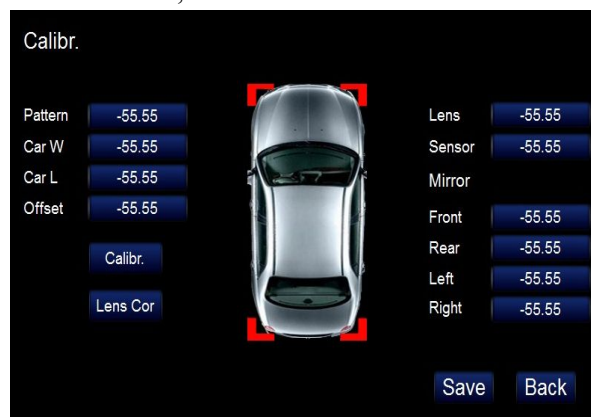 Calibr.
Pattern -55.55
Car W -55.55
Car L -55.55
Offset -55.55
Calibr.
Lens Cor
Lens -55.55
Sensor -55.55
Mirror
Front -55.55
Rear -55.55
Left -55.55
Right -55.55
Save Back